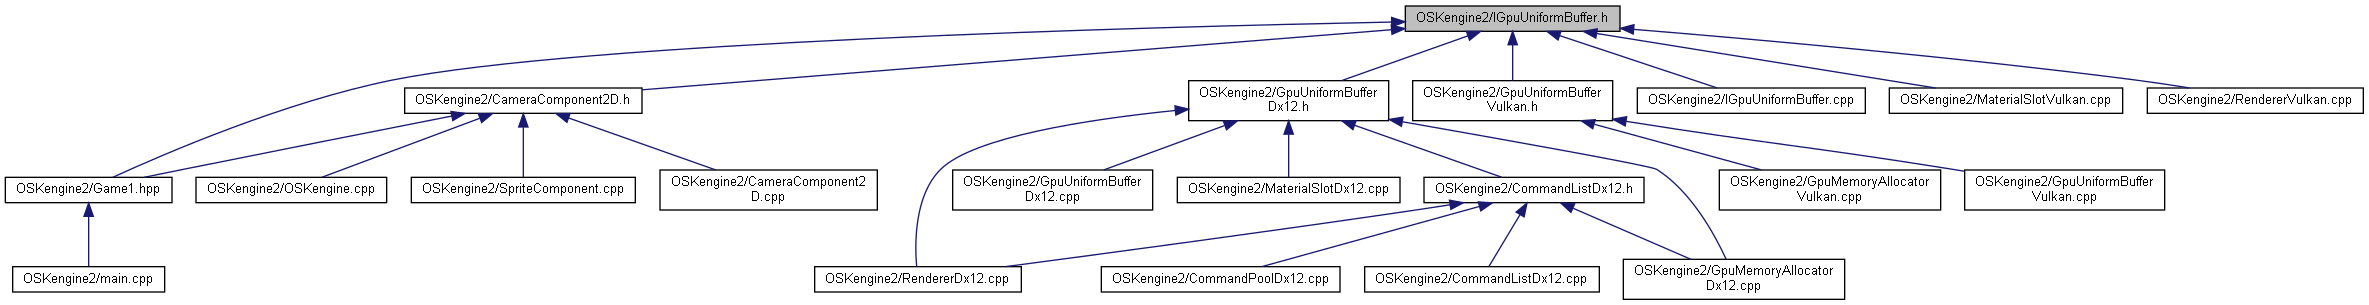 OSKengine2/IGpuUniformBuffer.h
OSKengine2/CameraComponent2D.h
OSKengine2/GpuUniformBuffer
Dx12.h
OSKengine2/GpuUniformBuffer
Vulkan.h
OSKengine2/IGpuUniformBuffer.cpp
OSKengine2/MaterialSlotVulkan.cpp
OSKengine2/RendererVulkan.cpp
OSKengine2/Game1.hpp
OSKengine2/OSKengine.cpp
OSKengine2/SpriteComponent.cpp
OSKengine2/CameraComponent2
D.cpp
OSKengine2/GpuUniformBuffer
Dx12.cpp
OSKengine2/MaterialSlotDx12.cpp
OSKengine2/CommandListDx12.h
OSKengine2/GpuMemoryAllocator
Vulkan.cpp
OSKengine2/GpuUniformBuffer
Vulkan.cpp
OSKengine2/main.cpp
OSKengine2/RendererDx12.cpp
OSKengine2/CommandPoolDx12.cpp
OSKengine2/CommandListDx12.cpp
OSKengine2/GpuMemoryAllocator
Dx12.cpp